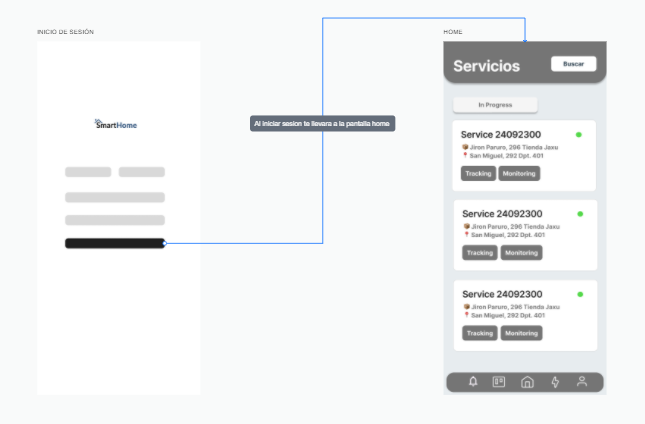 INICIO DE SESIÓN
HOME
SmartHome
Al iniciar sesion te llevara a la pantalla home
Servicios
Buscar
In Progress
Service 24092300
Jiron Paruro, 296 Tienda Jaxu
San Miguel, 292 Dpt. 401
Tracking
Monitoring
Service 24092300
Jiron Paruro, 296 Tienda Jaxu
San Miguel, 292 Dpt. 401
Tracking
Monitoring
Service 24092300
Jiron Paruro, 296 Tienda Jaxu
San Miguel, 292 Dpt. 401
Tracking
Monitoring